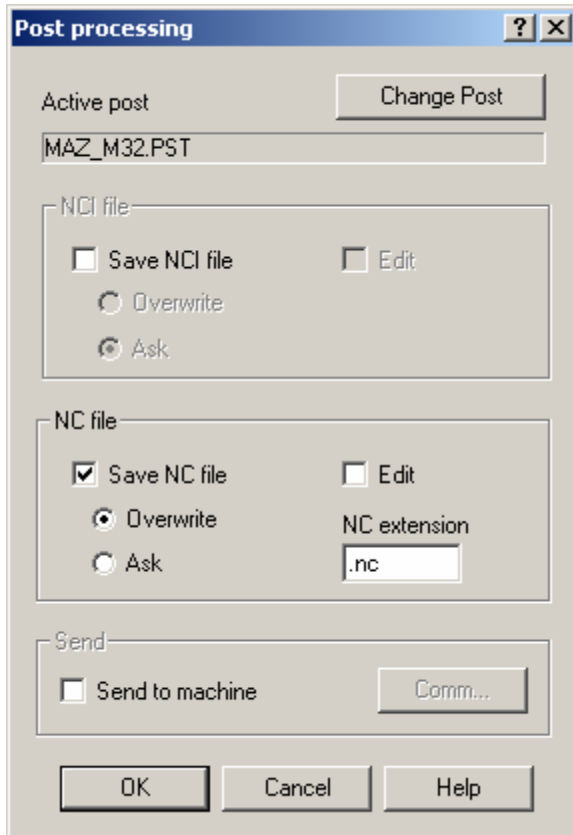 Post processing
Active post
Change Post
MAZ_M32.PST
NCI file
Save NCI file
Edit
Overwrite
Ask
NC file
Save NC file
Edit
Overwrite
NC extension
Ask
.nc
Send
Send to machine
Comm...
OK
Cancel
Help